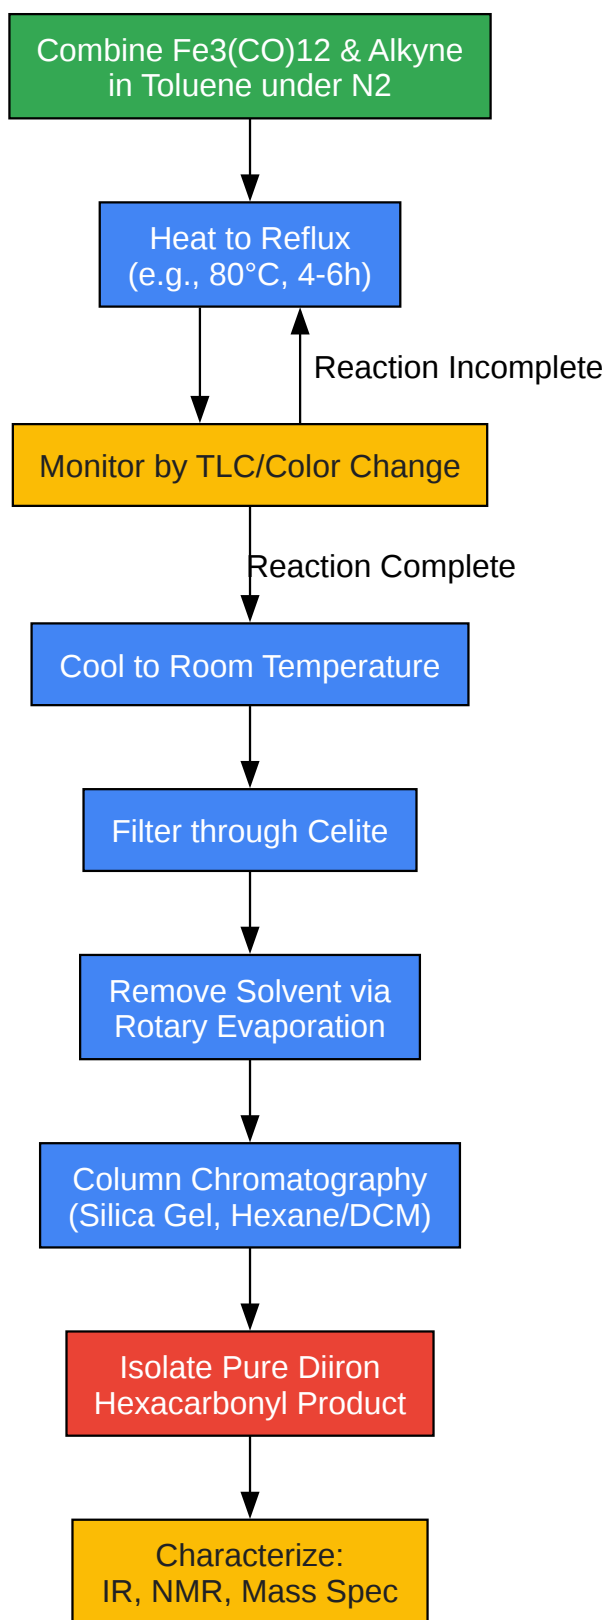 Combine Fe3(CO)12 & Alkyne
in Toluene under N2
Heat to Reflux
(e.g., 80°C, 4-6h)
Reaction Incomplete
Monitor by TLC/Color Change
Reaction Complete
Cool to Room Temperature
Filter through Celite
Remove Solvent via
Rotary Evaporation
Column Chromatography
(Silica Gel, Hexane/DCM)
Isolate Pure Diiron
Hexacarbonyl Product
Characterize:
IR, NMR, Mass Spec